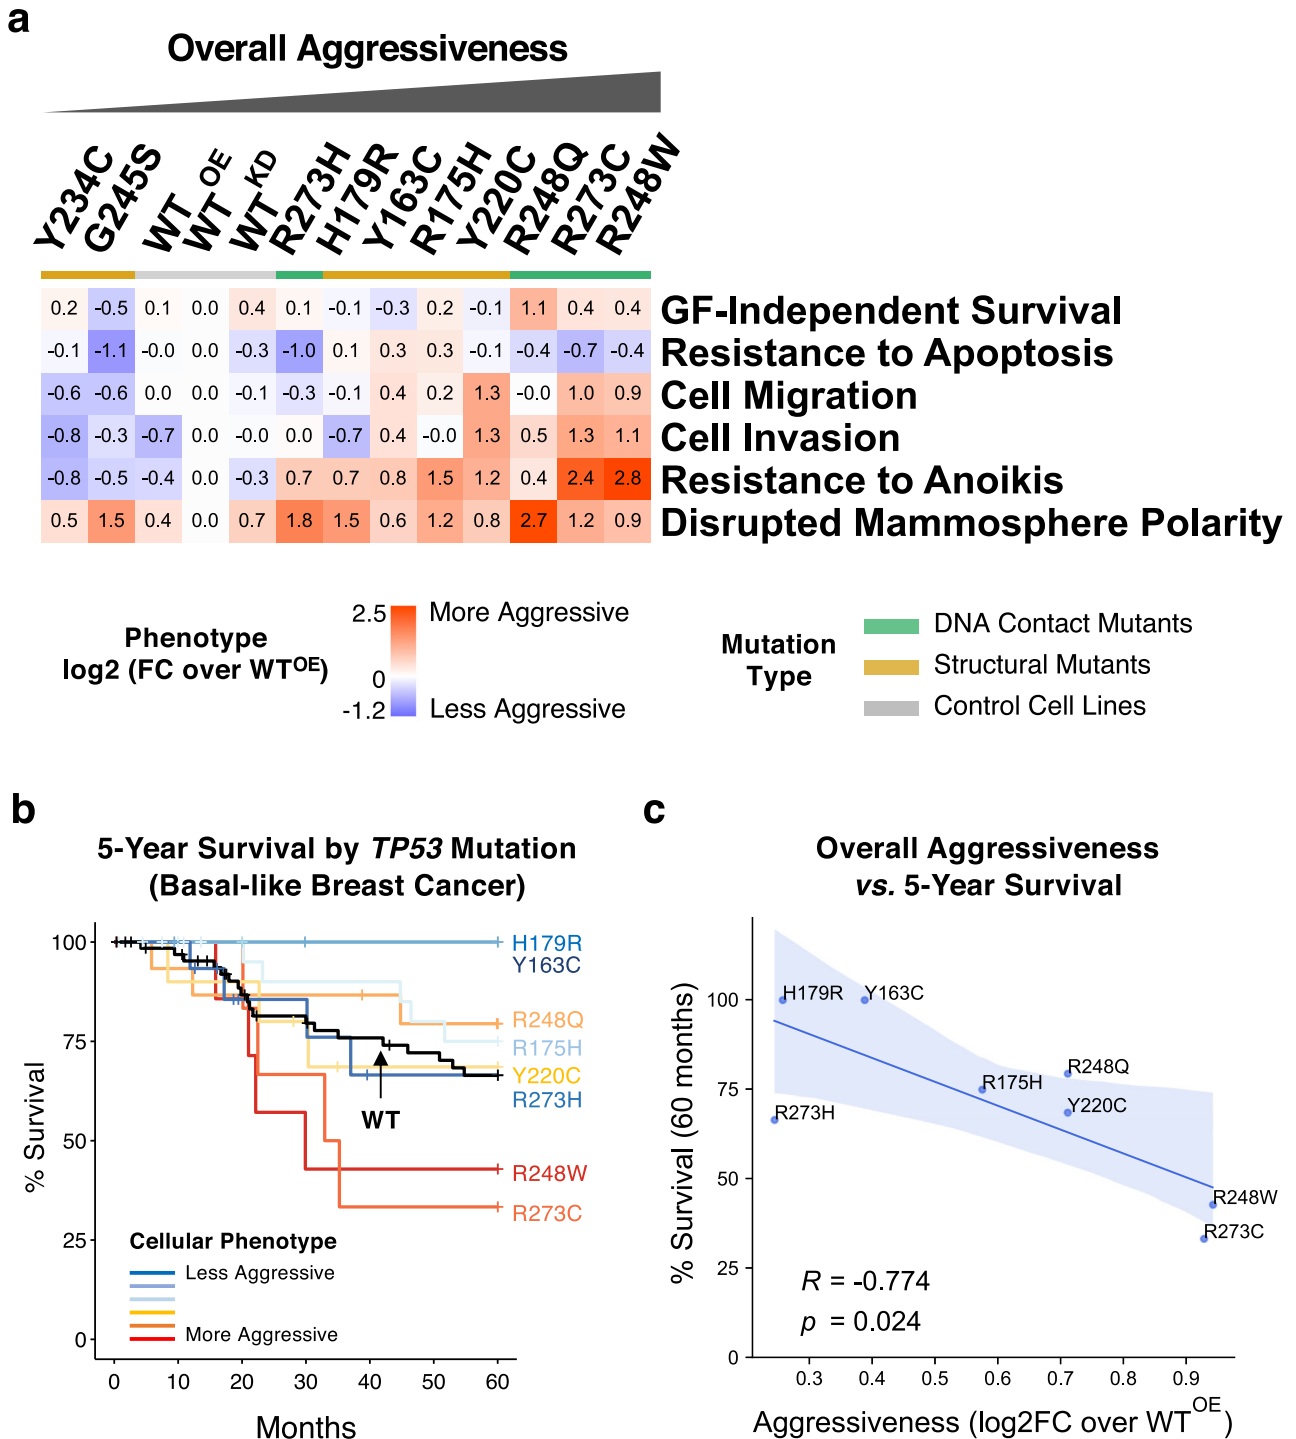 a
Overall Aggressiveness
Y234C G245S WT WTOE WTKD R273H H179R Y163C R175H Y220C R248Q R273C R248W
0.2 -0.5 0.1 0.0 0.4 0.1 -0.1 -0.3 0.2 -0.1 1.1 0.4 0.4 GF-Independent Survival
-0.1 -1.1 -0.0 0.0 -0.3 -1.0 0.1 0.3 0.3 -0.1 -0.4 -0.7 -0.4 Resistance to Apoptosis
-0.6 -0.6 0.0 0.0 -0.1 -0.3 -0.1 0.4 0.2 1.3 -0.0 1.0 0.9 Cell Migration
-0.8 -0.3 -0.7 0.0 -0.0 0.0 -0.7 0.4 -0.0 1.3 0.5 1.3 1.1 Cell Invasion
-0.8 -0.5 -0.4 0.0 -0.3 0.7 0.7 0.8 1.5 1.2 0.4 2.4 2.8 Resistance to Anoikis
0.5 1.5 0.4 0.0 0.7 1.8 1.5 0.6 1.2 0.8 2.7 1.2 0.9 Disrupted Mammosphere Polarity
Phenotype
log2 (FC over WTOE)
2.5 More Aggressive
0
-1.2 Less Aggressive
Mutation
Type
DNA Contact Mutants
Structural Mutants
Control Cell Lines
b
5-Year Survival by TP53 Mutation
(Basal-like Breast Cancer)
% Survival
100
75
50
25
0
H179R
Y163C
R248Q
R175H
Y220C
R273H
WT
R248W
R273C
Cellular Phenotype
Less Aggressive
More Aggressive
0 10 20 30 40 50 60
Months
c
Overall Aggressiveness
vs. 5-Year Survival
% Survival (60 months)
100
75
50
25
0
H179R Y163C
R248Q
R175H
Y220C
R273H
R248W
R273C
R = -0.774
p = 0.024
0.3 0.4 0.5 0.6 0.7 0.8 0.9
Aggressiveness (log2FC over WTOE)